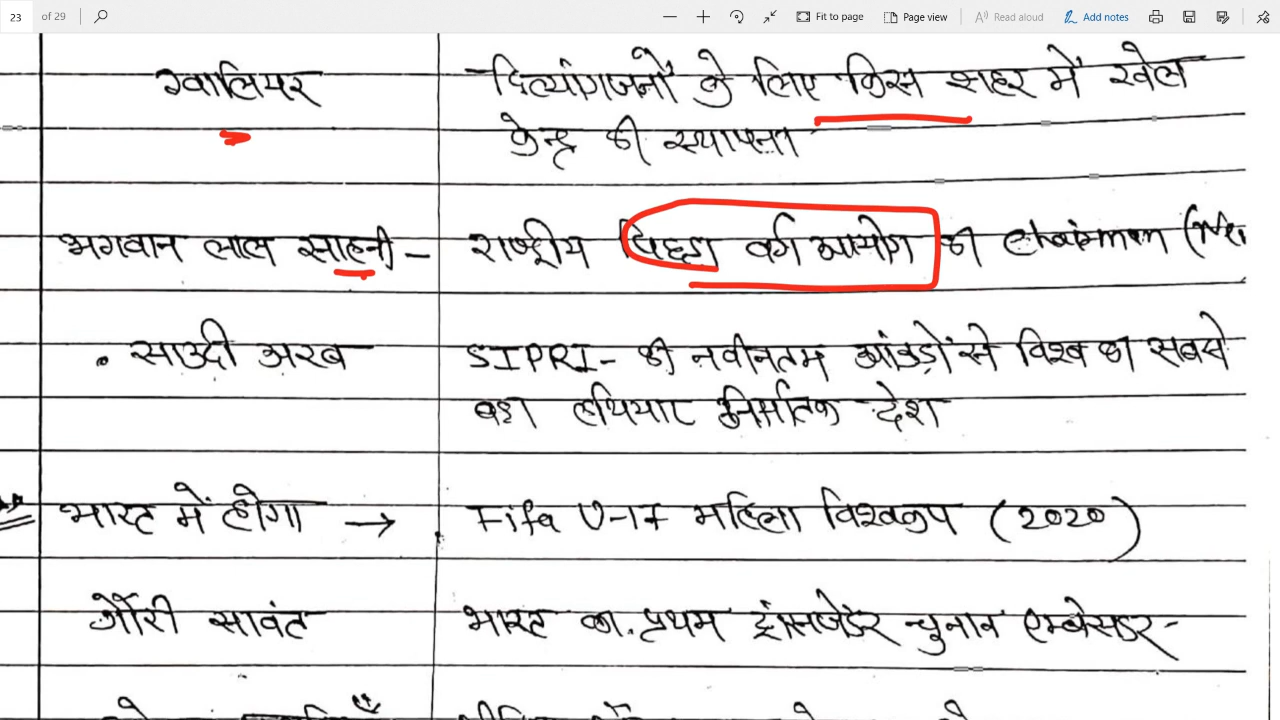 23 of 29 Fit to page Page view Read aloud Add notes
ग्वालियर - दिव्यांगजनों के लिए किस शहर में खेल
केन्द्र की स्थापना
भगवान लाल साहनी - राष्ट्रीय पिछड़ा वर्ग आयोग की chairman
साउदी अरब SIPRI - की नवीनतम आंकड़ों से विश्व का सबसे
बड़ा हथियार देश
भारत में होगा → Fifa U-17 महिला विश्वकप (2020)
गौरी सावंत भारत का प्रथम ट्रांसजेंडर चुनाव एम्बेसडर -